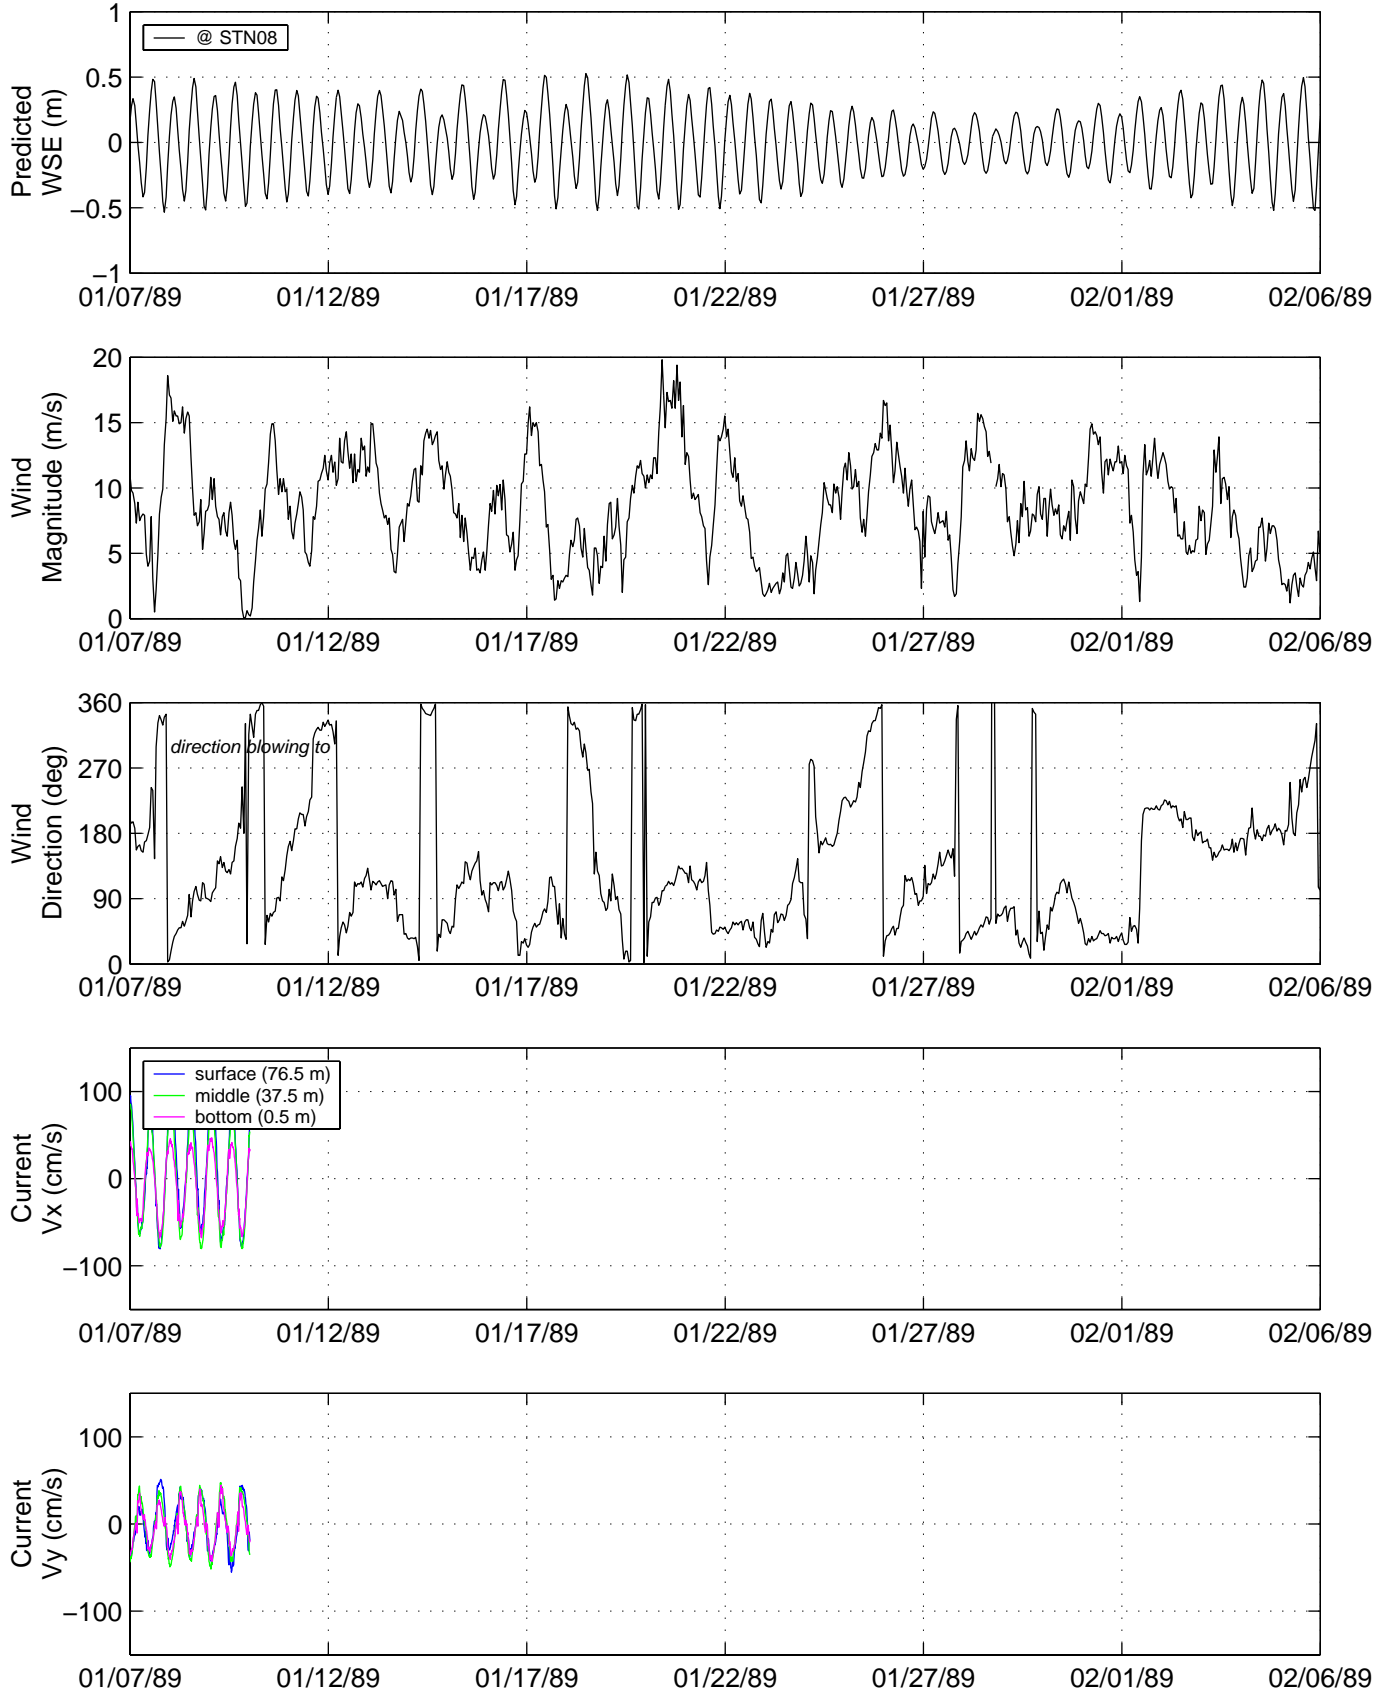 1
0.5
0
−0.5
−1
Predicted
WSE (m)
@ STN08
01/07/89 01/12/89 01/17/89 01/22/89 01/27/89 02/01/89 02/06/89
20
15
10
5
0
Wind
Magnitude (m/s)
01/07/89 01/12/89 01/17/89 01/22/89 01/27/89 02/01/89 02/06/89
360
270
180
90
0
Wind
Direction (deg)
direction blowing to
01/07/89 01/12/89 01/17/89 01/22/89 01/27/89 02/01/89 02/06/89
100
0
−100
Current
Vx (cm/s)
surface (76.5 m)
middle (37.5 m)
bottom (0.5 m)
01/07/89 01/12/89 01/17/89 01/22/89 01/27/89 02/01/89 02/06/89
100
0
−100
Current
Vy (cm/s)
01/07/89 01/12/89 01/17/89 01/22/89 01/27/89 02/01/89 02/06/89